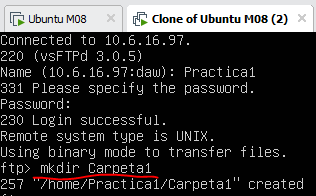 Ubuntu M08 Clone of Ubuntu M08 (2)
Connected to 10.6.16.97.
220 (vsFTPd 3.0.5)
Name (10.6.16.97:daw): Practica1
331 Please specify the password.
Password:
230 Login successful.
Remote system type is UNIX.
Using binary mode to transfer files.
ftp> mkdir Carpeta1
257 "/home/Practica1/Carpeta1" created